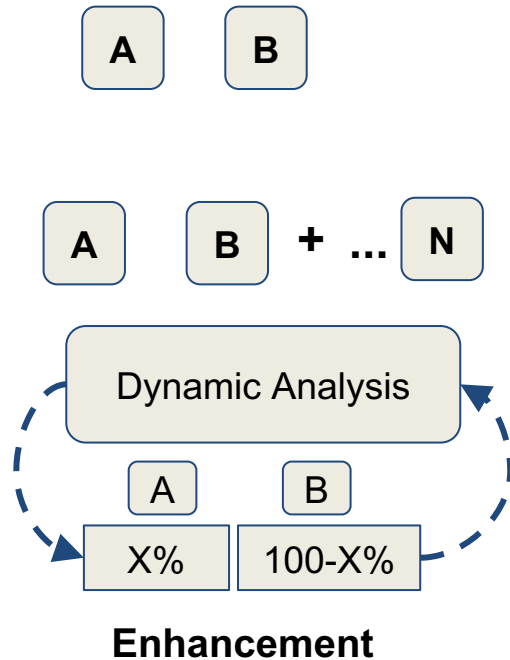 A B
A B + ... N
Dynamic Analysis
A B
X% 100-X%
Enhancement